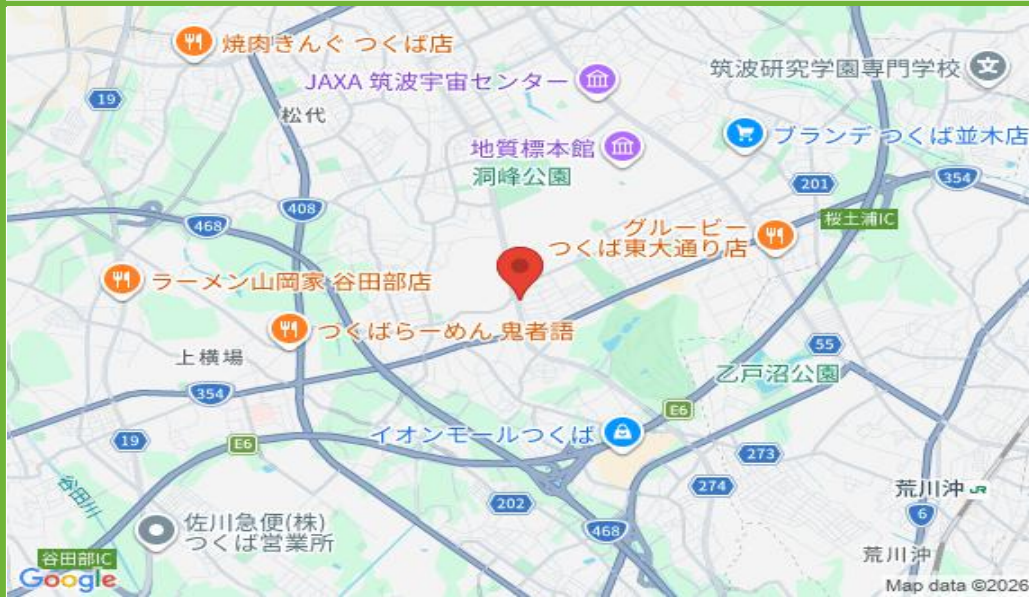 焼肉きんぐ つくば店
JAXA 筑波宇宙センター
筑波研究学園専門学校
19
松代
地質標本館
洞峰公園
ブランデ つくば並木店
201
354
408
468
桜土浦IC
グルービー
つくば東大通り店
ラーメン山岡家 谷田部店
つくばらーめん 鬼者語
上横場
55
乙戸沼公園
354
E6
イオンモールつくば
19
E6
273
274
荒川沖 JR
谷田川
202
6
佐川急便(株)
つくば営業所
468
荒川沖
谷田部IC
Google
Map data ©2026